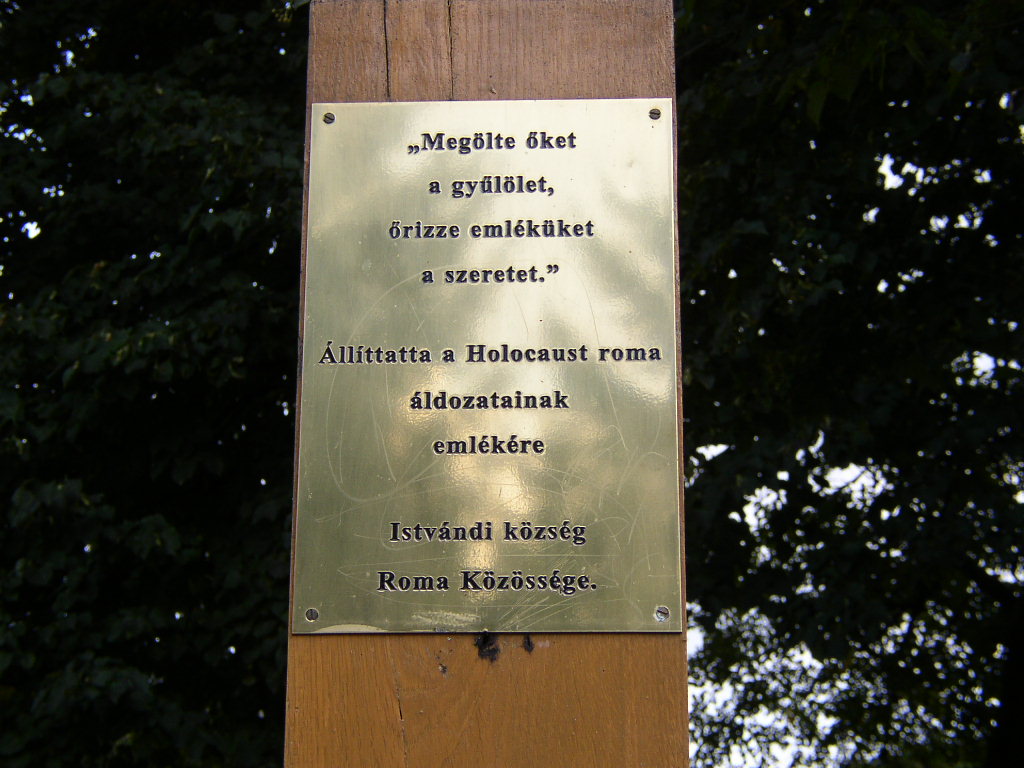 „Megölte őket
a gyűlölet,
őrizze emléküket
a szeretet.”
Állíttatta a Holocaust roma
áldozatainak
emlékére
Istvándi község
Roma Közössége.